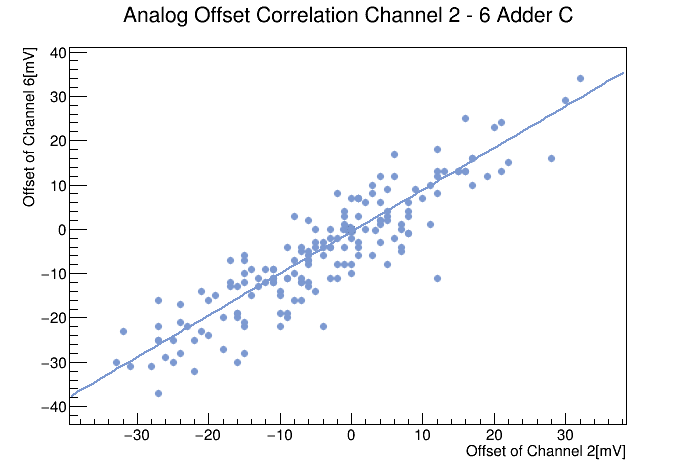 Analog Offset Correlation Channel 2 - 6 Adder C
Offset of Channel 6[mV]
40
30
20
10
0
−10
−20
−30
−40
−30 −20 −10 0 10 20 30
Offset of Channel 2[mV]